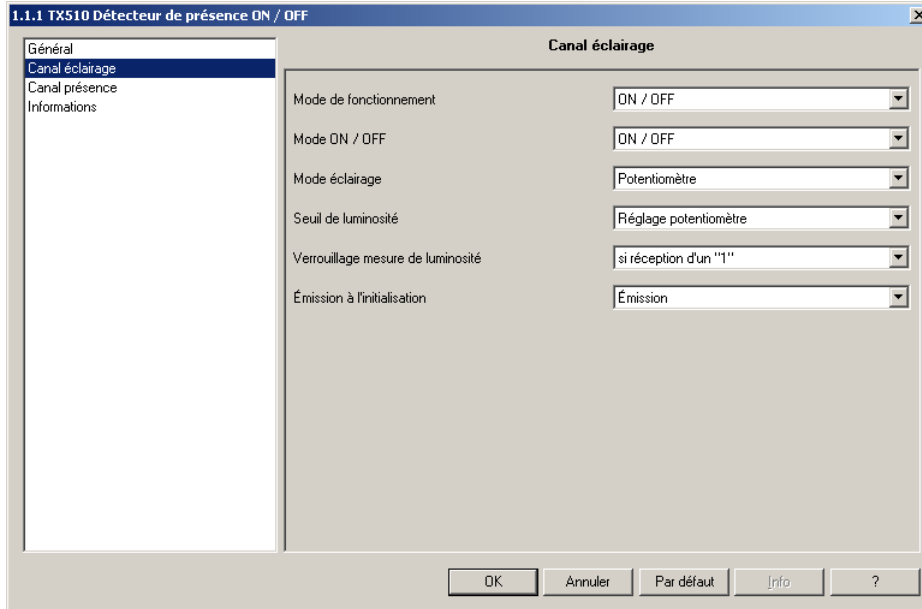 1.1.1 TX510 Détecteur de présence ON / OFF
Général
Canal éclairage
Canal présence
Informations
Canal éclairage
Mode de fonctionnement ON / OFF
Mode ON / OFF ON / OFF
Mode éclairage Potentiomètre
Seuil de luminosité Réglage potentiomètre
Verrouillage mesure de luminosité si réception d'un "1"
Émission à l'initialisation Émission
OK Annuler Par défaut Info ?